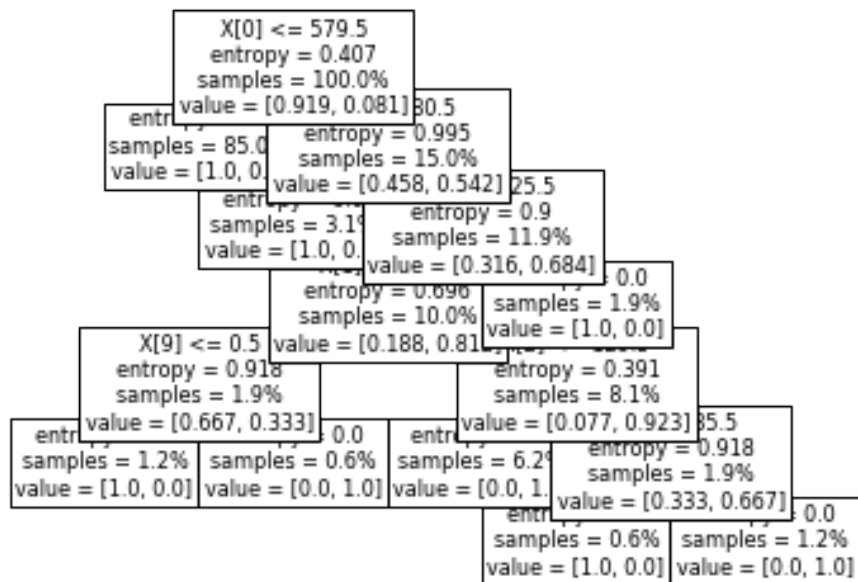 X[0] <= 579.5
entropy = 0.407
samples = 100.0%
value = [0.919, 0.081]
80.5
entropy = 0.995
samples = 15.0%
value = [0.458, 0.542]
samples = 85.0
value = [1.0, 0.
25.5
entropy = 0.9
samples = 11.9%
value = [0.316, 0.684]
samples = 3.1%
value = [1.0, 0.
entropy = 0.696
samples = 10.0%
value = [0.188, 0.81
0.0
samples = 1.9%
value = [1.0, 0.0]
X[9] <= 0.5
entropy = 0.918
samples = 1.9%
value = [0.667, 0.333]
entropy = 0.391
samples = 8.1%
value = [0.077, 0.923]
85.5
entropy = 0.918
samples = 1.9%
value = [0.333, 0.667]
samples = 1.2%
value = [1.0, 0.0]
0.0
samples = 0.6%
value = [0.0, 1.0]
samples = 6.2%
value = [0.0, 1.
samples = 0.6%
value = [1.0, 0.0]
0.0
samples = 1.2%
value = [0.0, 1.0]